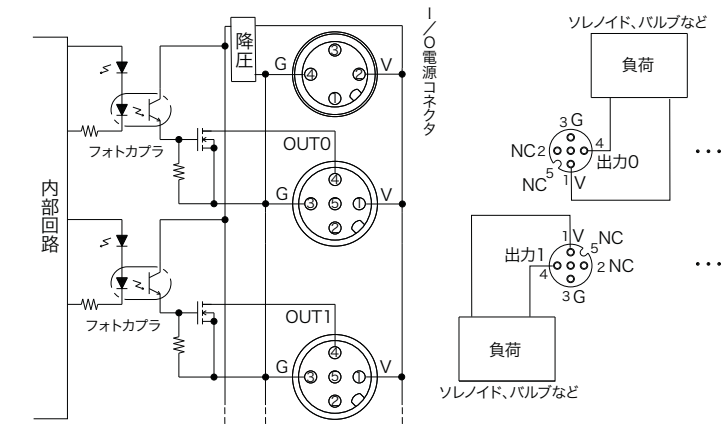 降圧
I/O電源コネクタ
G
V
③
④
②
①
フォトカプラ
OUT0
G
V
④
③
⑤
①
②
内部回路
フォトカプラ
OUT1
G
V
④
③
⑤
①
②
ソレノイド、バルブなど
負荷
3 G
NC 2
4
出力0
NC 5
1 V
…
1 V
NC
5
出力1
4
2 NC
3 G
…
負荷
ソレノイド、バルブなど